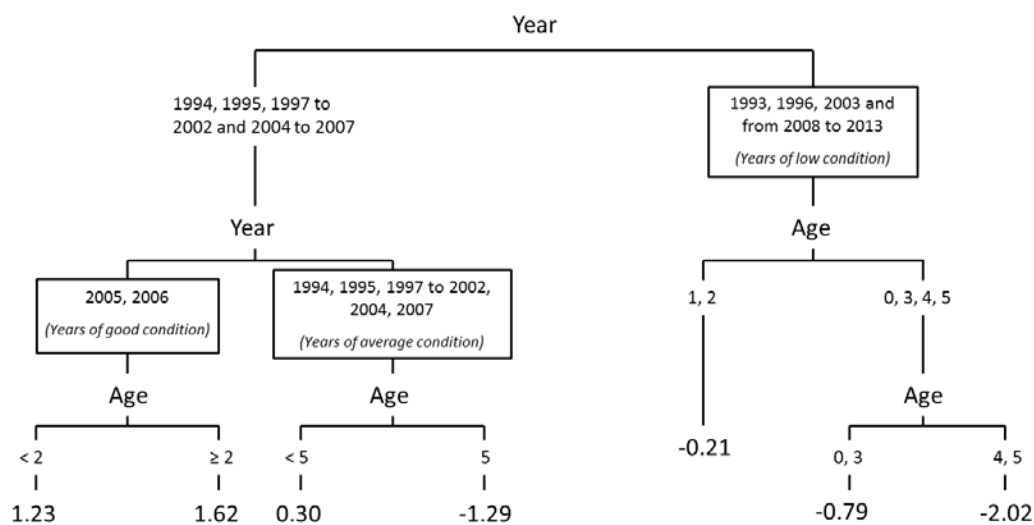 Year
1994, 1995, 1997 to
2002 and 2004 to 2007
1993, 1996, 2003 and
from 2008 to 2013
(Years of low condition)
Year
Age
2005, 2006
(Years of good condition)
1994, 1995, 1997 to 2002,
2004, 2007
(Years of average condition)
1, 2
0, 3, 4, 5
Age
Age
Age
< 2
≥ 2
< 5
5
-0.21
0, 3
4, 5
1.23
1.62
0.30
-1.29
-0.79
-2.02